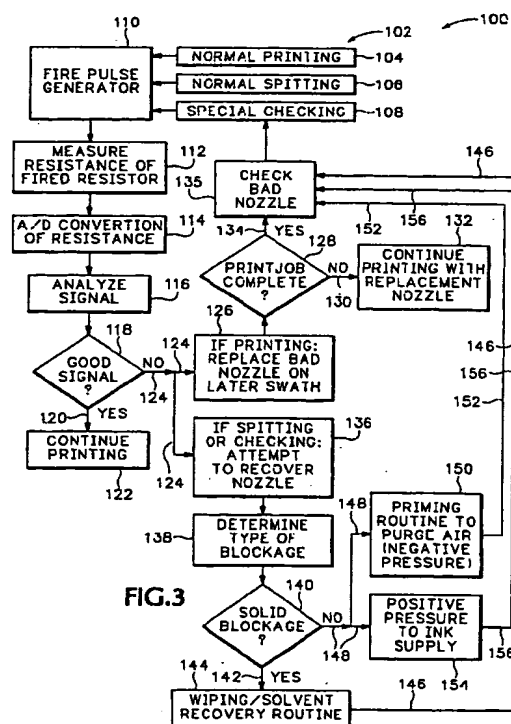 100
102
110
FIRE PULSE
GENERATOR
NORMAL PRINTING
104
NORMAL SPITTING
106
SPECIAL CHECKING
108
MEASURE
RESISTANCE OF
FIRED RESISTOR
112
135
CHECK
BAD
NOZZLE
146
156
152
A/D CONVERTION
OF RESISTANCE
114
134
YES
128
132
ANALYZE
SIGNAL
116
PRINTJOB
COMPLETE
?
NO
130
CONTINUE
PRINTING WITH
REPLACEMENT
NOZZLE
118
GOOD
SIGNAL
?
NO
124
124
126
IF PRINTING:
REPLACE BAD
NOZZLE ON
LATER SWATH
146
156
152
120
YES
CONTINUE
PRINTING
122
124
136
IF SPITTING
OR CHECKING:
ATTEMPT
TO RECOVER
NOZZLE
138
DETERMINE
TYPE OF
BLOCKAGE
148
150
PRIMING
ROUTINE TO
PURGE AIR
(NEGATIVE
PRESSURE)
FIG.3
140
SOLID
BLOCKAGE
?
NO
148
POSITIVE
PRESSURE
TO INK
SUPPLY
154
156
144
142
YES
WIPING/SOLVENT
RECOVERY ROUTINE
146